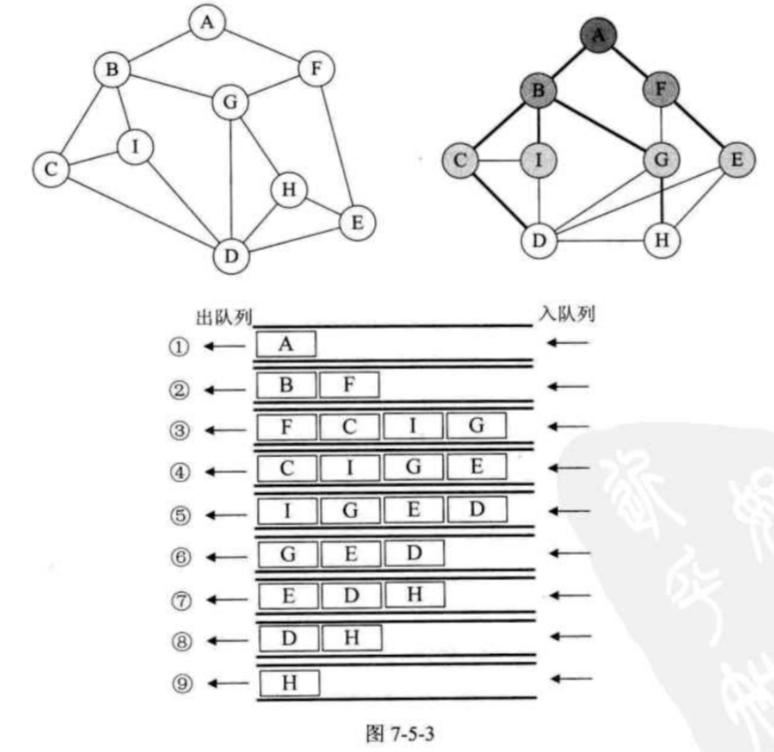 A
B F
G
I
C
H
E
D
A
B F
C I G E
D H
出队列 入队列
① A
② B F
③ F C I G
④ C I G E
⑤ I G E D
⑥ G E D
⑦ E D H
⑧ D H
⑨ H
图 7-5-3